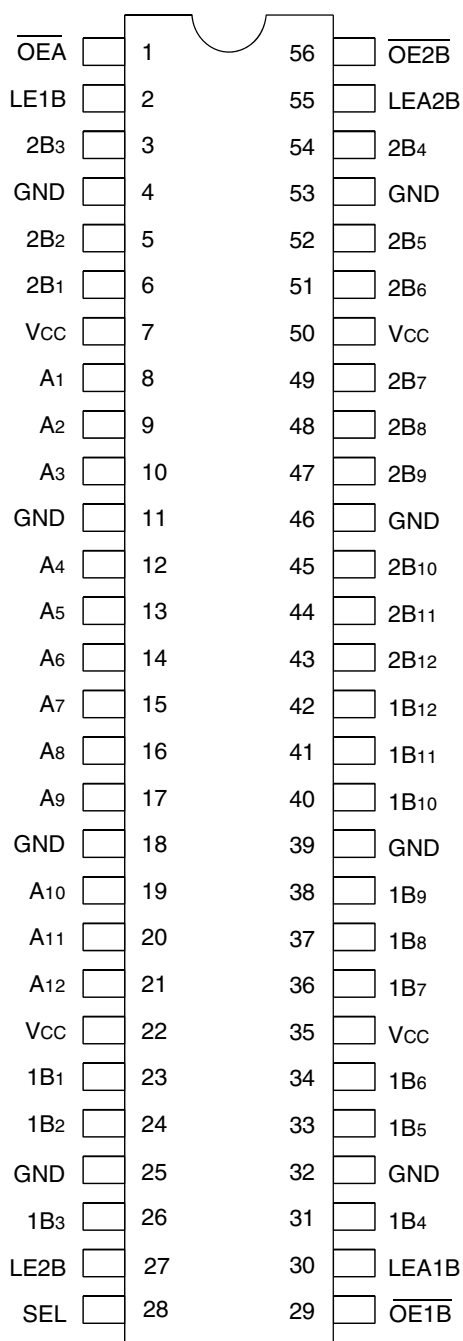 OEA 1 56 OE2B
LE1B 2 55 LEA2B
2B3 3 54 2B4
GND 4 53 GND
2B2 5 52 2B5
2B1 6 51 2B6
VCC 7 50 VCC
A1 8 49 2B7
A2 9 48 2B8
A3 10 47 2B9
GND 11 46 GND
A4 12 45 2B10
A5 13 44 2B11
A6 14 43 2B12
A7 15 42 1B12
A8 16 41 1B11
A9 17 40 1B10
GND 18 39 GND
A10 19 38 1B9
A11 20 37 1B8
A12 21 36 1B7
VCC 22 35 VCC
1B1 23 34 1B6
1B2 24 33 1B5
GND 25 32 GND
1B3 26 31 1B4
LE2B 27 30 LEA1B
SEL 28 29 OE1B